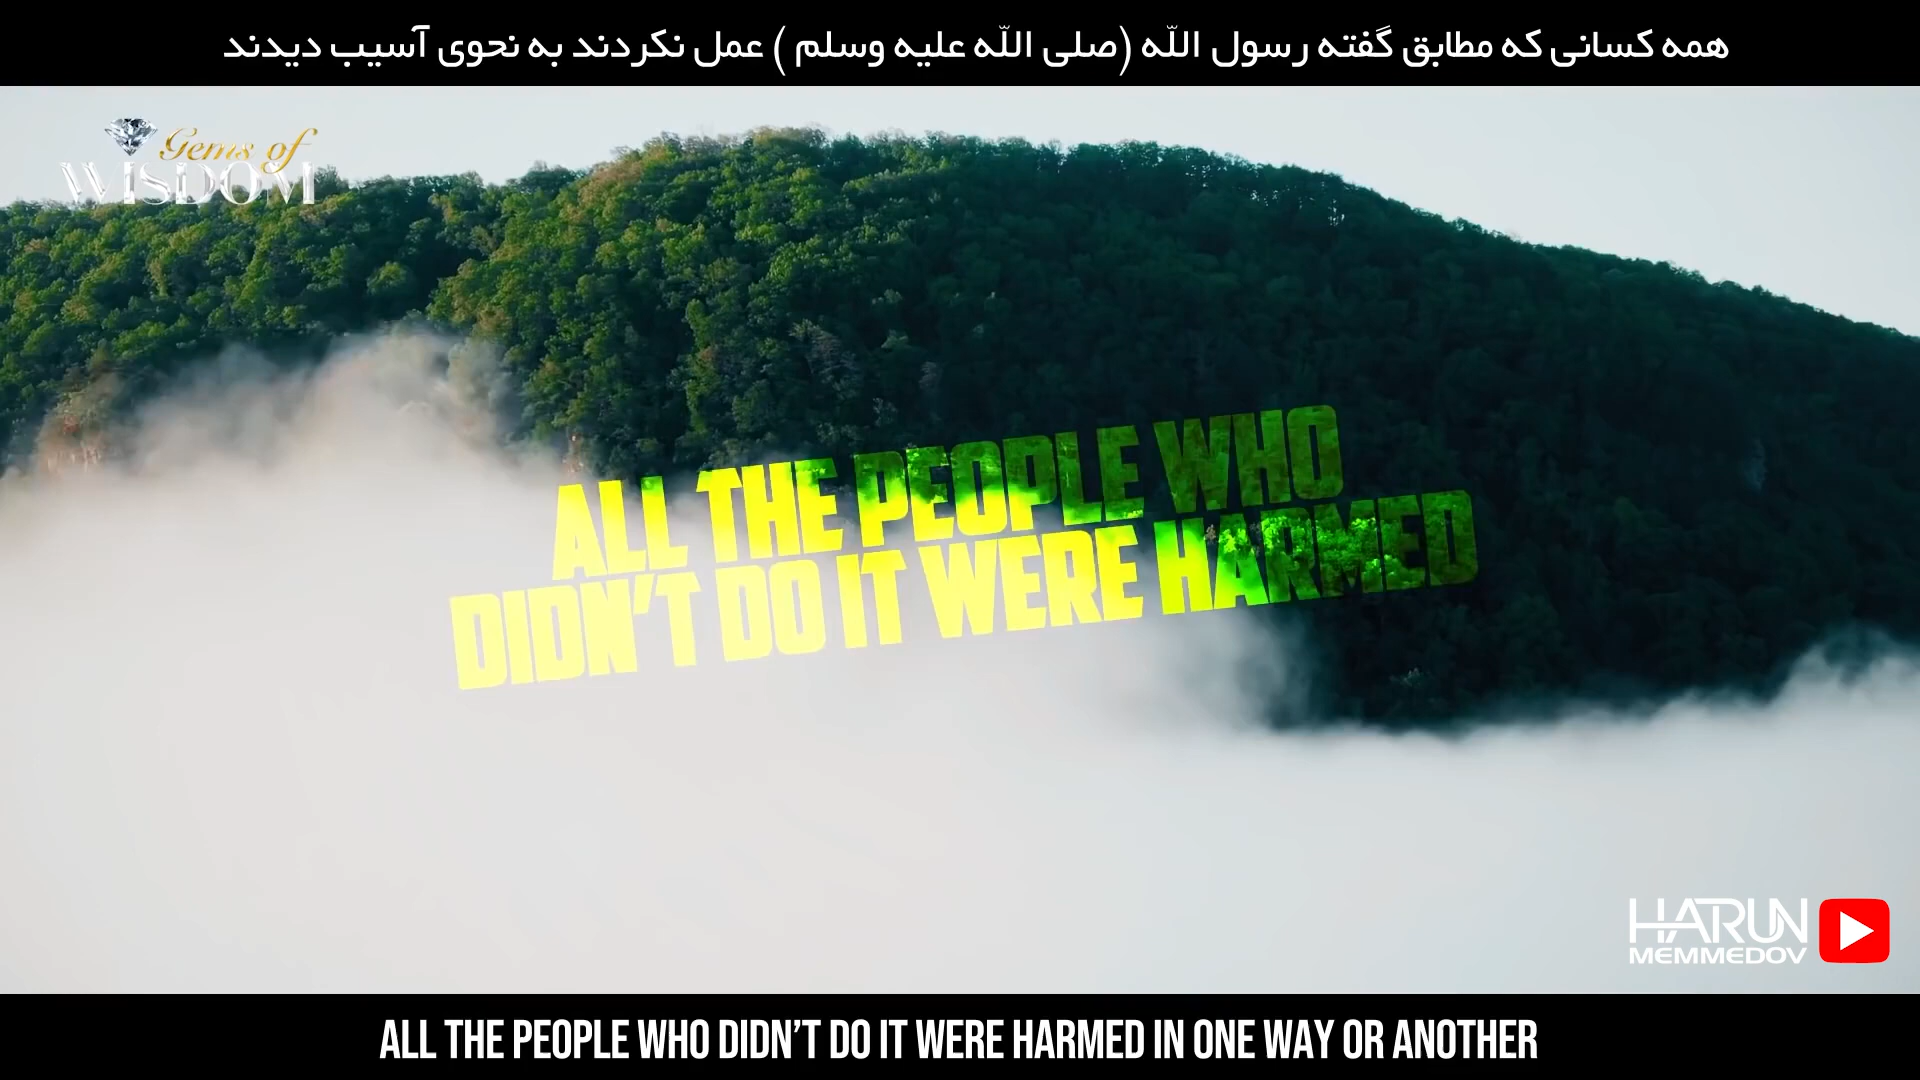 همه کسانی که مطابق گفته رسول الله (صلی الله علیه وسلم ) عمل نکردند به نحوی آسیب دیدند
Gems of
WISDOM
ALL THE PEOPLE WHO
DIDN'T DO IT WERE HARMED
HARUN
MEMMEDOV
ALL THE PEOPLE WHO DIDN'T DO IT WERE HARMED IN ONE WAY OR ANOTHER